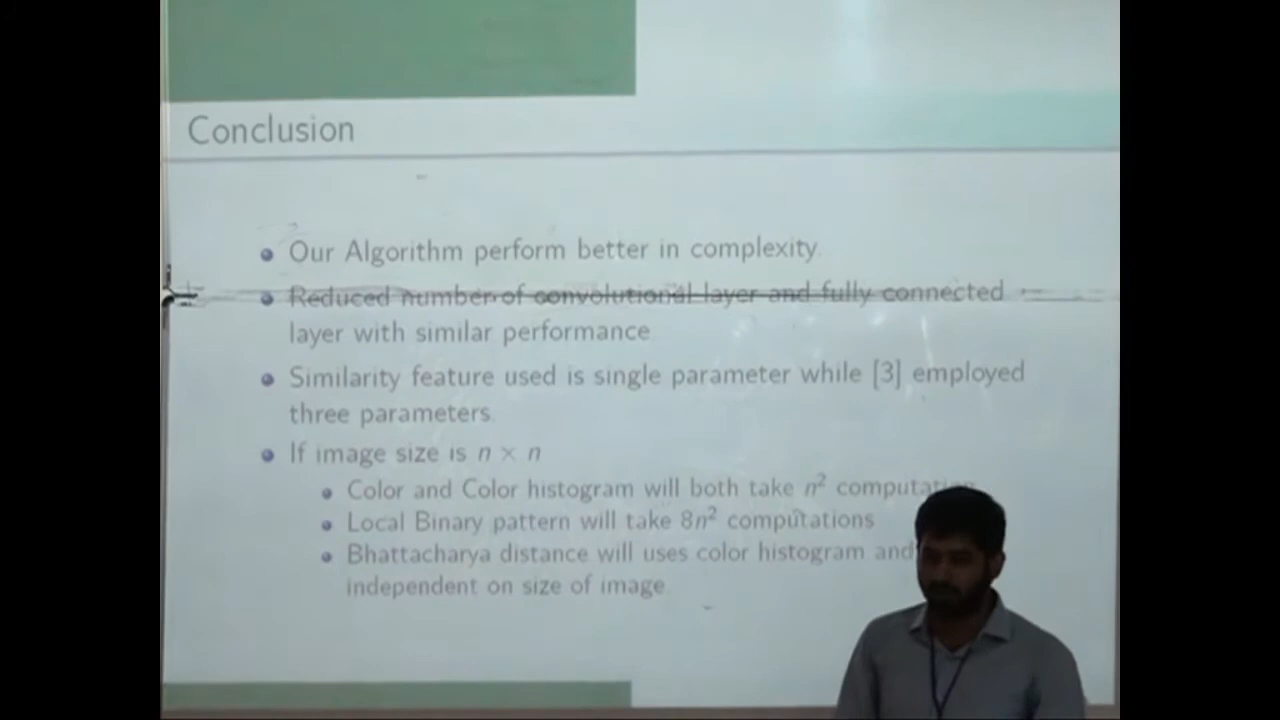 Conclusion
Our Algorithm perform better in complexity.
Reduced number of convolutional layer and fully connected
layer with similar performance
Similarity feature used is single parameter while [3] employed
three parameters.
If image size is n × n
Color and Color histogram will both take n²
Local Binary pattern will take 8n² computations
Bhattacharya distance will uses color histogram and
independent on size of image